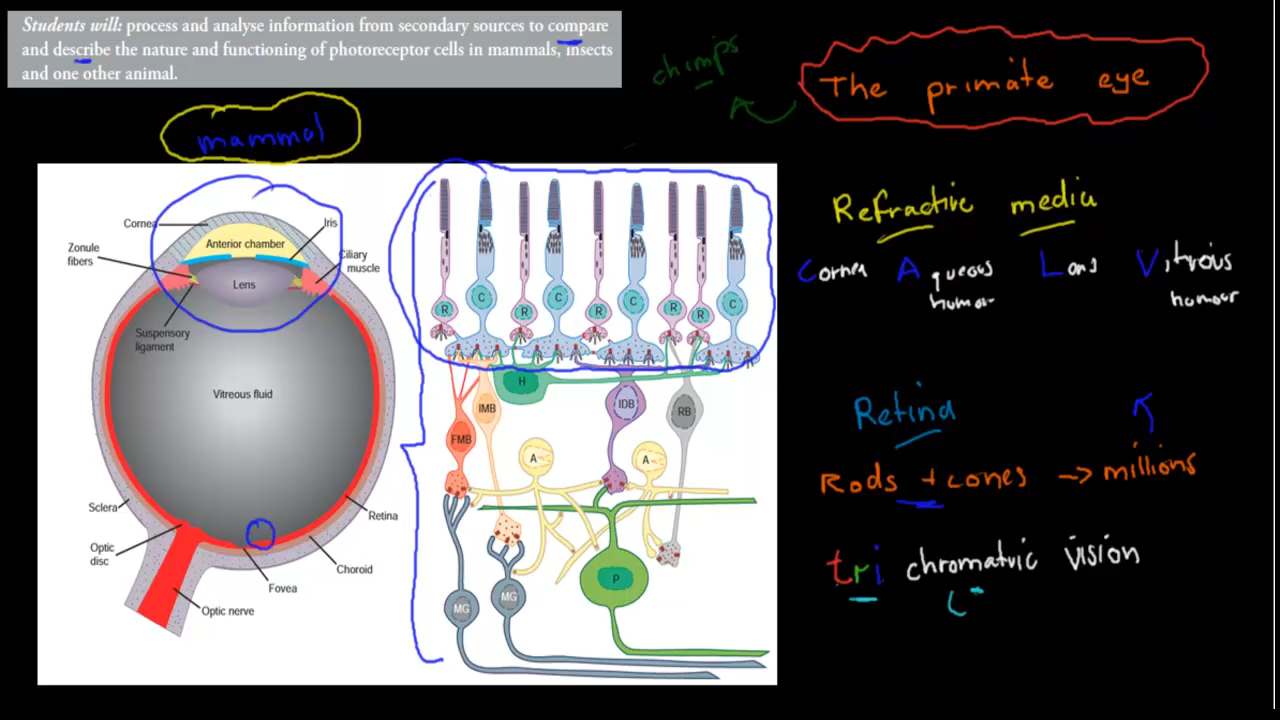 Students will: process and analyse information from secondary sources to compare
and describe the nature and functioning of photoreceptor cells in mammals, insects
and one other animal.
chimps
The primate eye
mammal
Refractive media
Cornea Aqueous humour Lens Vitrious humour
Retina
Rods + cones -> millions
tri chromatric vision
Cornea
Iris
Anterior chamber
Zonule
fibers
Ciliary
muscle
Lens
Suspensory
ligament
Vitreous fluid
Sclera
Retina
Optic
disc
Choroid
Fovea
Optic nerve
R C R C R C R R C
H
IMB
IDB
RB
FMB
A
A
P
MG
MG